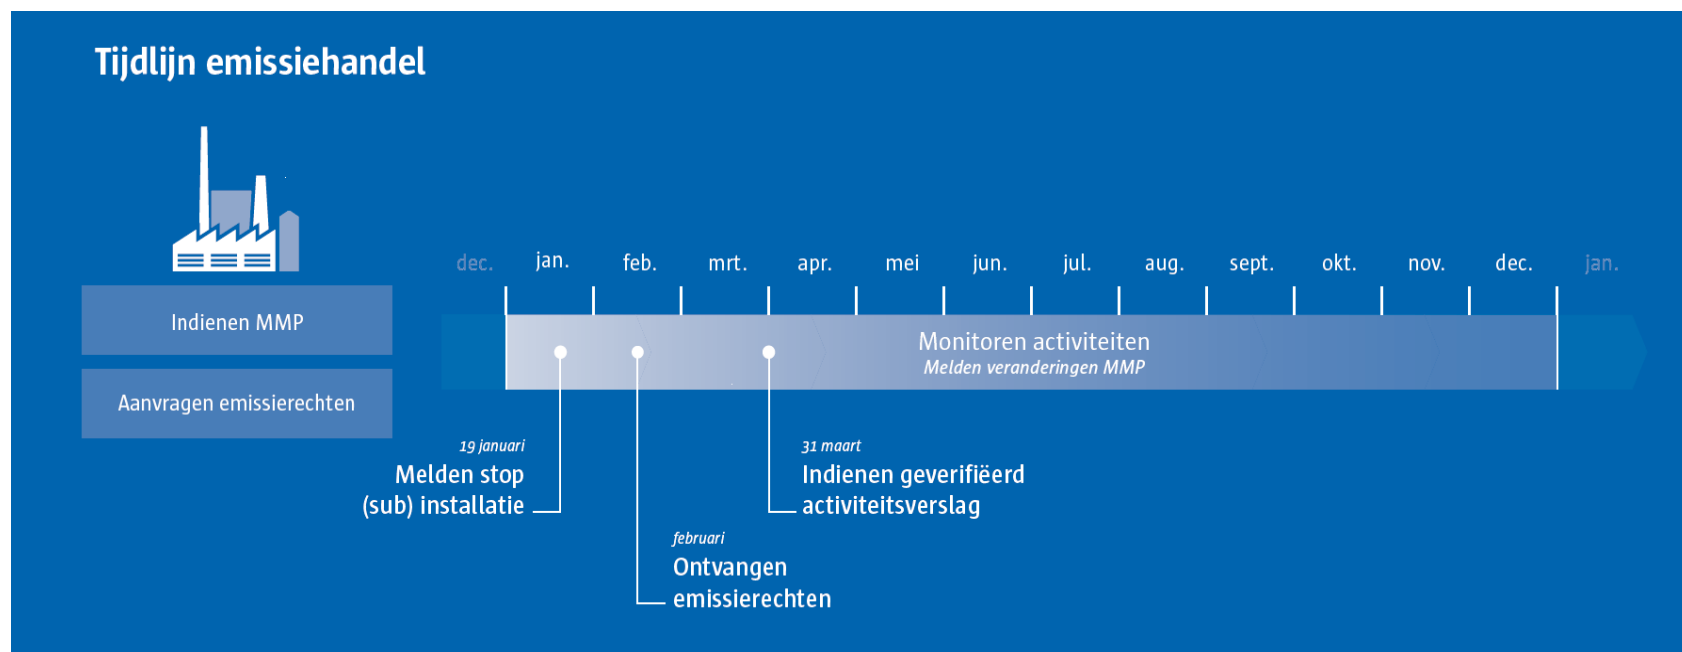 Tijdlijn emissiehandel
dec.
jan.
feb.
mrt.
apr.
mei
jun.
jul.
aug.
sept.
okt.
nov.
dec.
jan.
Indienen MMP
Aanvragen emissierechten
Monitoren activiteiten
Melden veranderingen MMP
19 januari
Melden stop
(sub) installatie
februari
Ontvangen
emissierechten
31 maart
Indienen geverifiëerd
activiteitsverslag